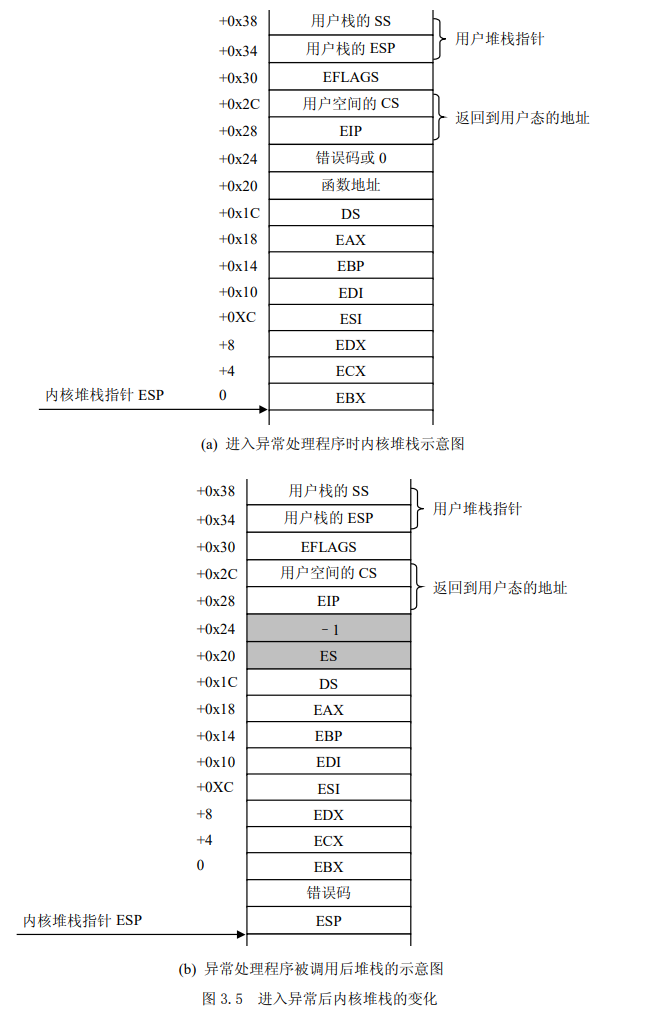 +0x38 用户栈的 SS
用户堆栈指针
+0x34 用户栈的 ESP
+0x30 EFLAGS
+0x2C 用户空间的 CS
返回到用户态的地址
+0x28 EIP
+0x24 错误码或 0
+0x20 函数地址
+0x1C DS
+0x18 EAX
+0x14 EBP
+0x10 EDI
+0XC ESI
+8 EDX
+4 ECX
内核堆栈指针 ESP 0 EBX
(a) 进入异常处理程序时内核堆栈示意图
+0x38 用户栈的 SS
用户堆栈指针
+0x34 用户栈的 ESP
+0x30 EFLAGS
+0x2C 用户空间的 CS
返回到用户态的地址
+0x28 EIP
+0x24 -1
+0x20 ES
+0x1C DS
+0x18 EAX
+0x14 EBP
+0x10 EDI
+0XC ESI
+8 EDX
+4 ECX
0 EBX
错误码
内核堆栈指针 ESP ESP
(b) 异常处理程序被调用后堆栈的示意图
图 3.5 进入异常后内核堆栈的变化